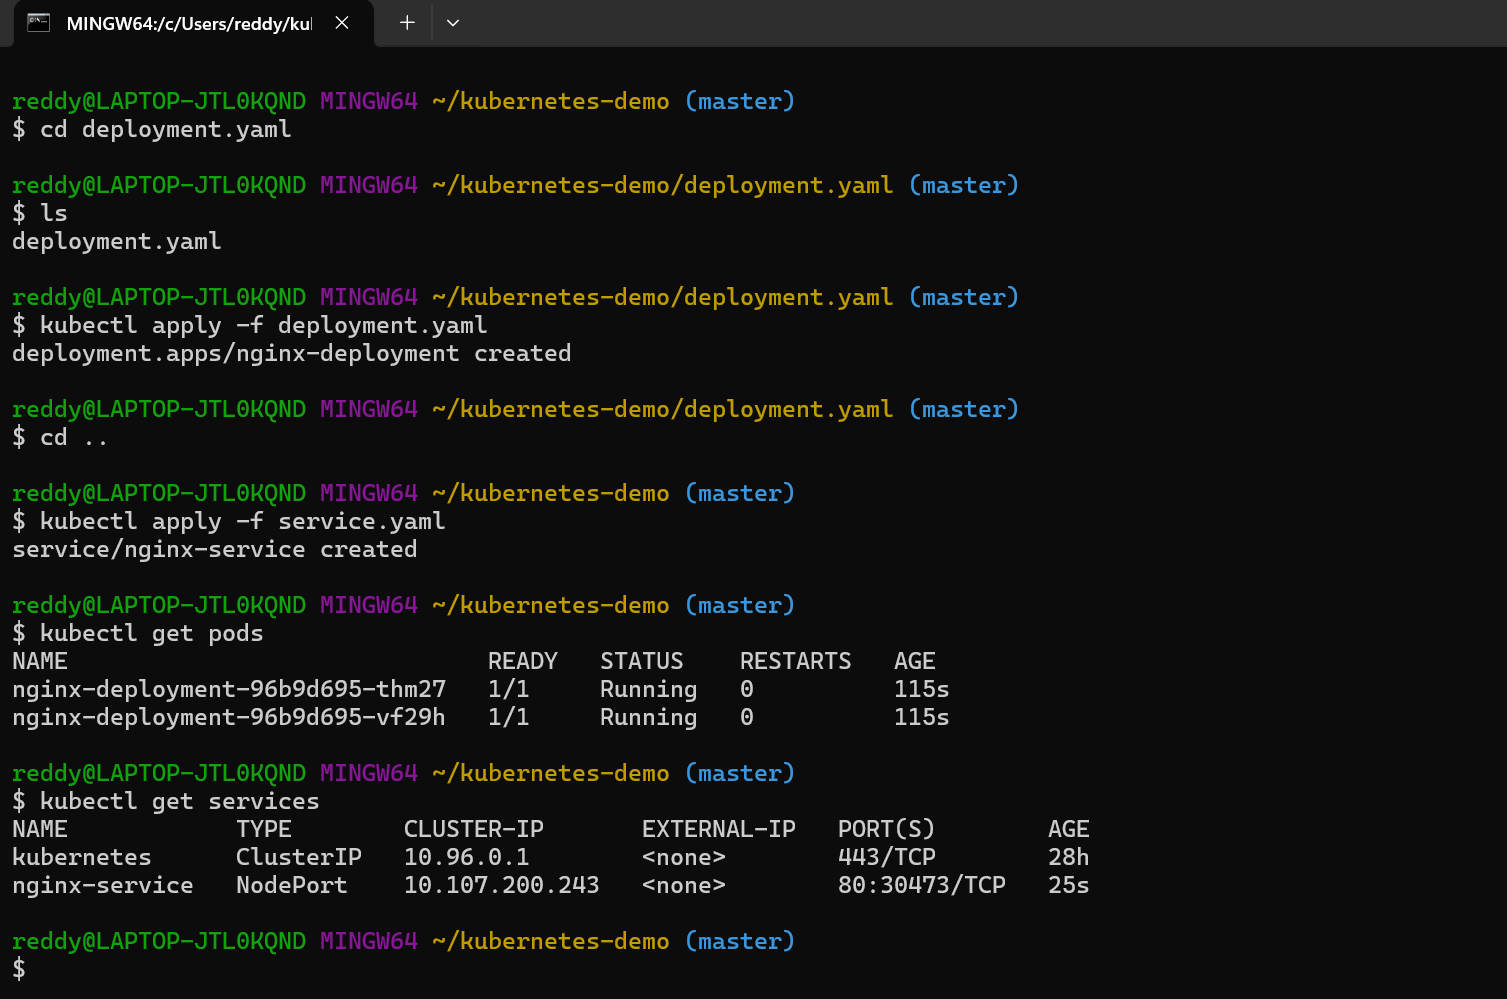 MINGW64:/c/Users/reddy/kul
reddy@LAPTOP-JTL0KQND MINGW64 ~/kubernetes-demo (master)
$ cd deployment.yaml
reddy@LAPTOP-JTL0KQND MINGW64 ~/kubernetes-demo/deployment.yaml (master)
$ ls
deployment.yaml
reddy@LAPTOP-JTL0KQND MINGW64 ~/kubernetes-demo/deployment.yaml (master)
$ kubectl apply -f deployment.yaml
deployment.apps/nginx-deployment created
reddy@LAPTOP-JTL0KQND MINGW64 ~/kubernetes-demo/deployment.yaml (master)
$ cd ..
reddy@LAPTOP-JTL0KQND MINGW64 ~/kubernetes-demo (master)
$ kubectl apply -f service.yaml
service/nginx-service created
reddy@LAPTOP-JTL0KQND MINGW64 ~/kubernetes-demo (master)
$ kubectl get pods
NAME READY STATUS RESTARTS AGE
nginx-deployment-96b9d695-thm27 1/1 Running 0 115s
nginx-deployment-96b9d695-vf29h 1/1 Running 0 115s
reddy@LAPTOP-JTL0KQND MINGW64 ~/kubernetes-demo (master)
$ kubectl get services
NAME TYPE CLUSTER-IP EXTERNAL-IP PORT(S) AGE
kubernetes ClusterIP 10.96.0.1 <none> 443/TCP 28h
nginx-service NodePort 10.107.200.243 <none> 80:30473/TCP 25s
reddy@LAPTOP-JTL0KQND MINGW64 ~/kubernetes-demo (master)
$